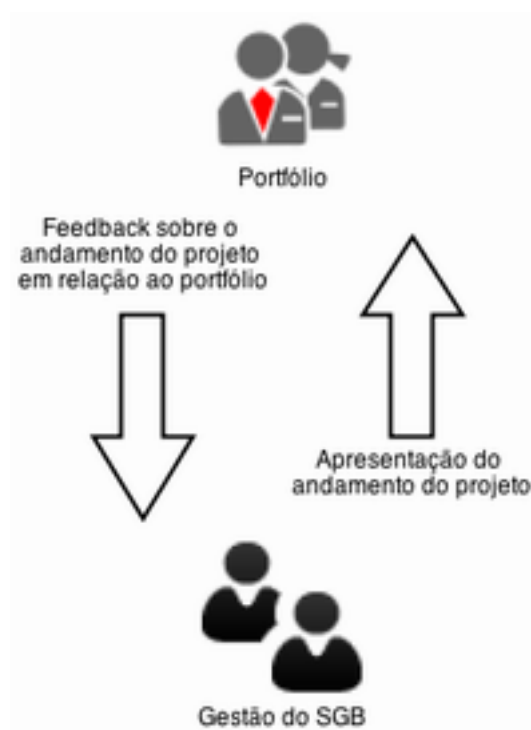 Portfólio
Feedback sobre o
andamento do projeto
em relação ao portfólio
Apresentação do
andamento do projeto
Gestão do SGB